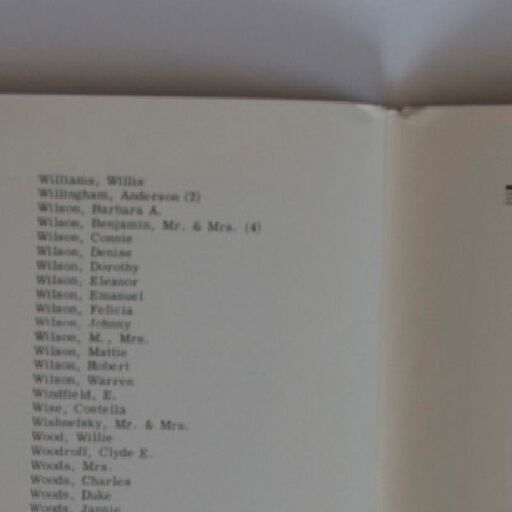 Williams, Willie
Willingham, Anderson (2)
Wilson, Barbara A.
Wilson, Benjamin, Mr. & Mrs. (4)
Wilson, Connie
Wilson, Denise
Wilson, Dorothy
Wilson, Eleanor
Wilson, Emanuel
Wilson, Felicia
Wilson, Johnny
Wilson, M., Mrs.
Wilson, Mattie
Wilson, Robert
Wilson, Warren
Windfield, E.
Wise, Costella
Wishnefsky, Mr. & Mrs.
Wood, Willie
Woodroff, Clyde E.
Woods, Mrs.
Woods, Charles
Woods, Duke
Woods, Jannie